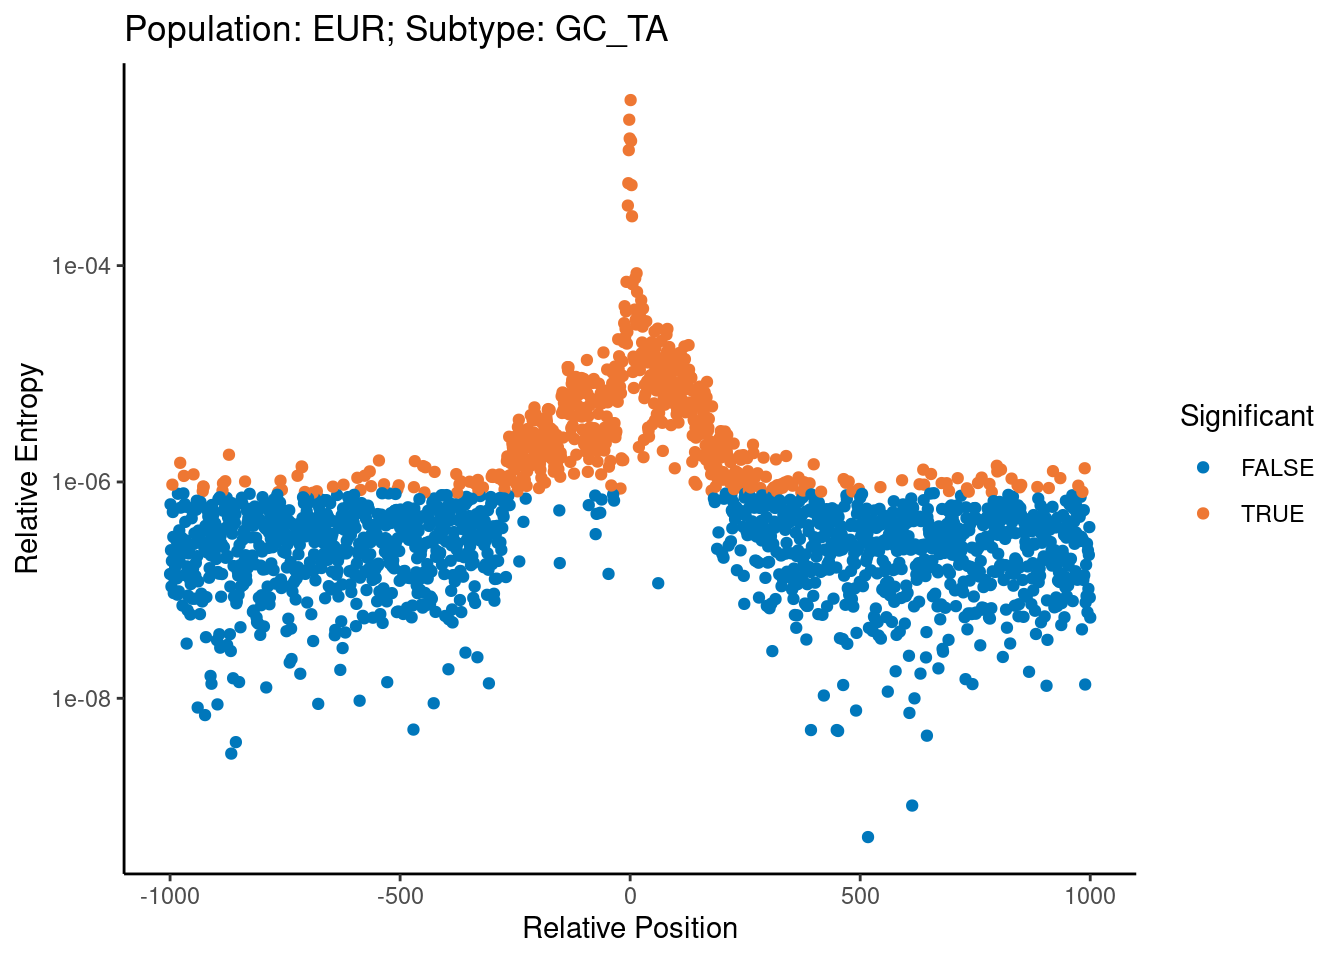 Population: EUR; Subtype: GC_TA
Relative Entropy
1e-04
1e-06
1e-08
-1000
-500
0
500
1000
Relative Position
Significant
FALSE
TRUE